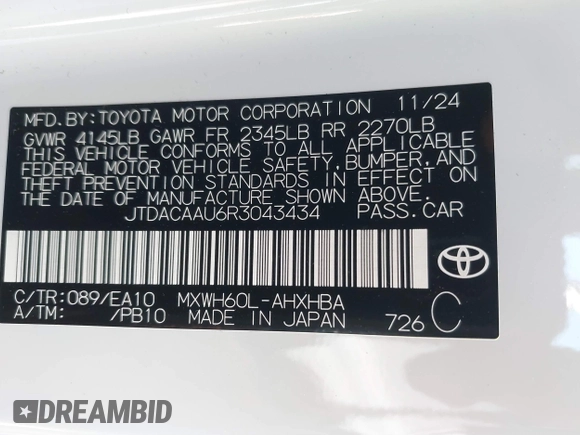 MFD. BY: TOYOTA MOTOR CORPORATION 11/24
GVWR 4145LB GAWR FR 2345LB RR 2270LB
THIS VEHICLE CONFORMS TO ALL APPLICABLE
FEDERAL MOTOR VEHICLE SAFETY, BUMPER, AND
THEFT PREVENTION STANDARDS IN EFFECT ON
THE DATE OF MANUFACTURE SHOWN ABOVE.
JTDACAAU6R3043434 PASS. CAR
C/TR: 089/EA10 MXWH60L-AHXHBA
A/TM: /PB10 MADE IN JAPAN 726 C
DREAMBID